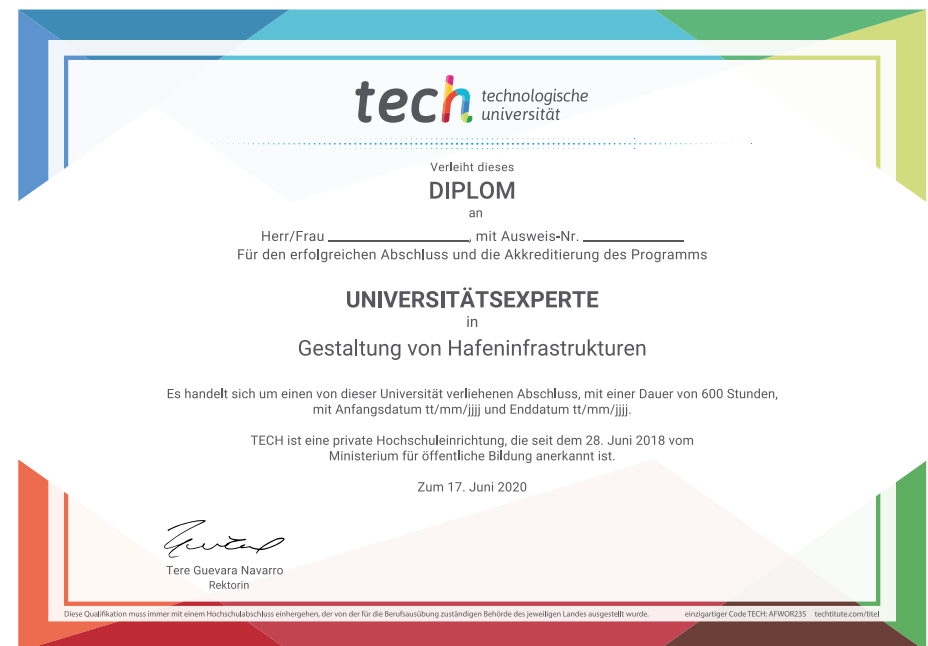 tech technologische
universität
Verleiht dieses
DIPLOM
an
Herr/Frau ____________, mit Ausweis-Nr. ____________
Für den erfolgreichen Abschluss und die Akkreditierung des Programms
UNIVERSITÄTSEXPERTE
in
Gestaltung von Hafeninfrastrukturen
Es handelt sich um einen von dieser Universität verliehenen Abschluss, mit einer Dauer von 600 Stunden,
mit Anfangsdatum tt/mm/jjjj und Enddatum tt/mm/jjjj.
TECH ist eine private Hochschuleinrichtung, die seit dem 28. Juni 2018 vom
Ministerium für öffentliche Bildung anerkannt ist.
Zum 17. Juni 2020
Tere Guevara Navarro
Rektorin
Diese Qualifikation muss immer mit einem Hochschulabschluss einhergehen, der von der für die Berufsausübung zuständigen Behörde des jeweiligen Landes ausgestellt wurde. einzigartiger Code TECH: AFWOR235 techtitute.com/titel